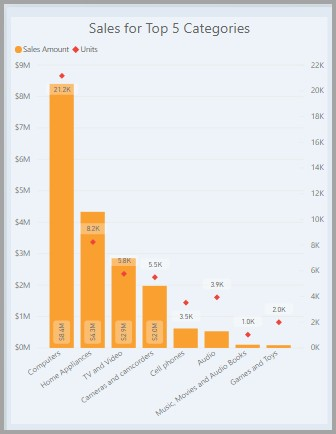 Sales for Top 5 Categories
Sales Amount Units
$9M
$8M
$7M
$6M
$5M
$4M
$3M
$2M
$1M
$0M
22K
20K
18K
16K
14K
12K
10K
8K
6K
4K
2K
0K
21.2K
8.2K
5.8K
5.5K
3.5K
3.9K
1.0K
2.0K
$8.4M
$4.3M
$2.9M
$2.0M
Computers
Home Appliances
TV and Video
Cameras and camcorders
Cell phones
Audio
Music, Movies and Audio Books
Games and Toys